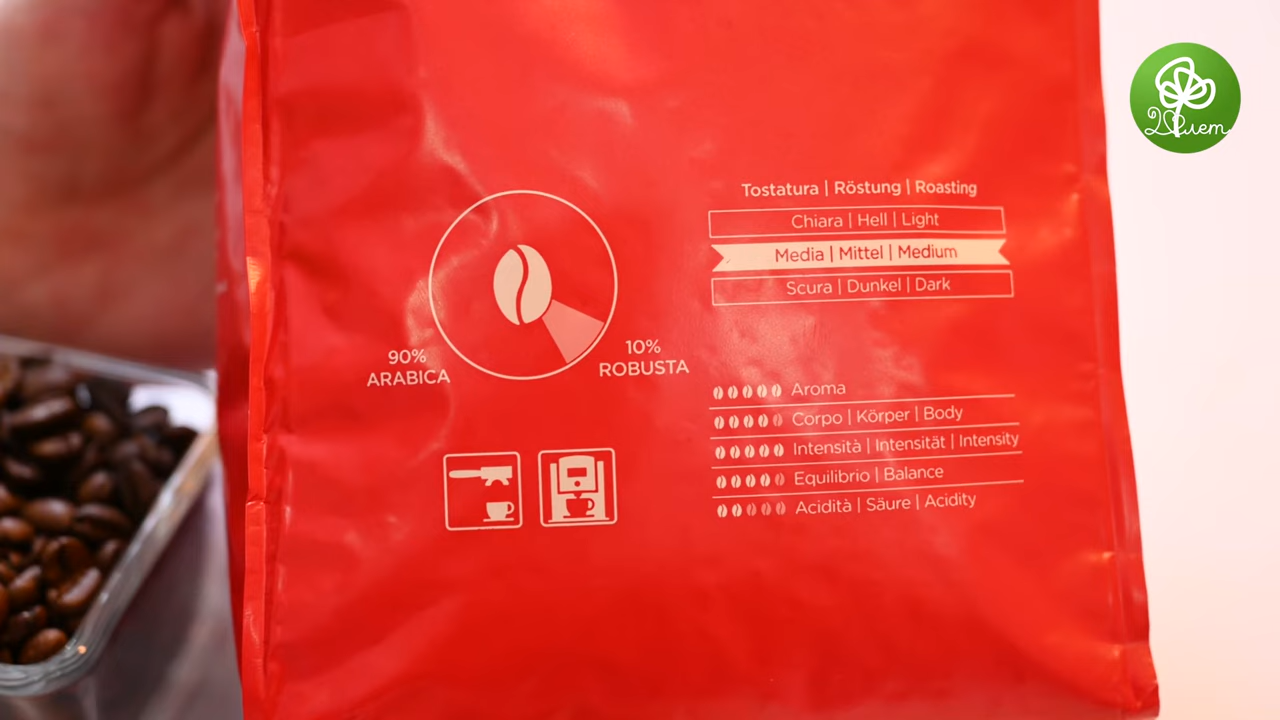 Tostatura | Röstung | Roasting
Chiara | Hell | Light
Media | Mittel | Medium
Scura | Dunkel | Dark
90%
ARABICA
10%
ROBUSTA
Aroma
Corpo | Körper | Body
Intensità | Intensität | Intensity
Equilibrio | Balance
Acidità | Säure | Acidity